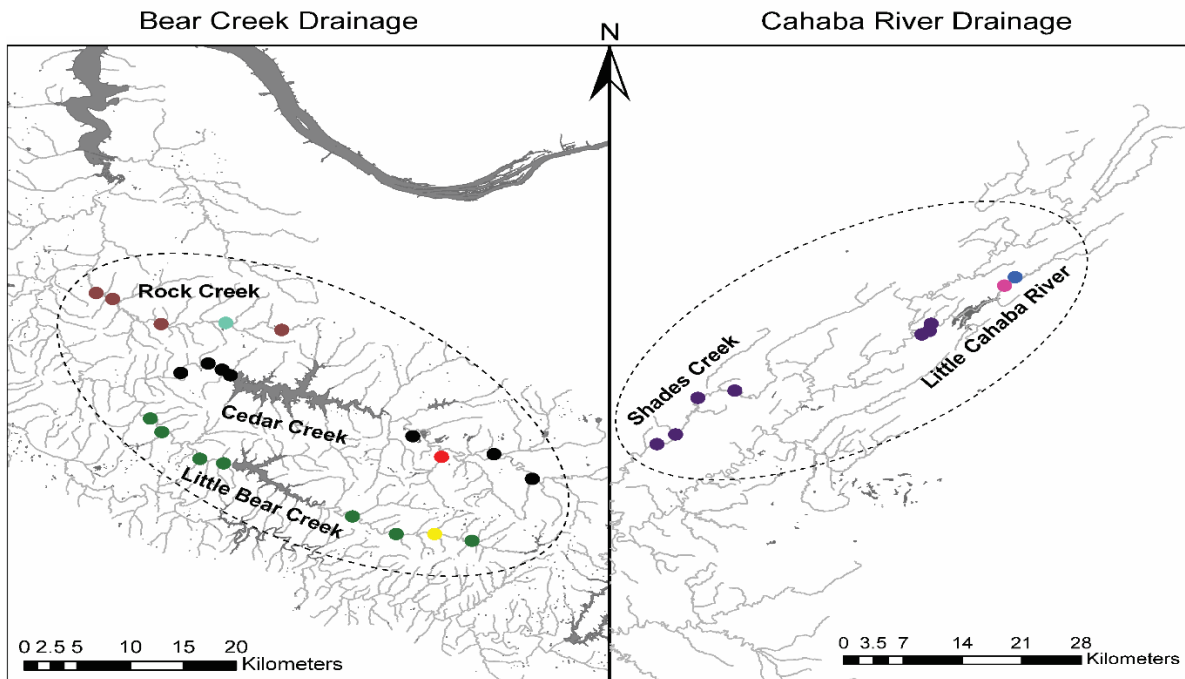 Bear Creek Drainage
Cahaba River Drainage
N
Rock Creek
Cedar Creek
Little Bear Creek
Shades Creek
Little Cahaba River
0 2.5 5 10 15 20
Kilometers
0 3.5 7 14 21 28
Kilometers